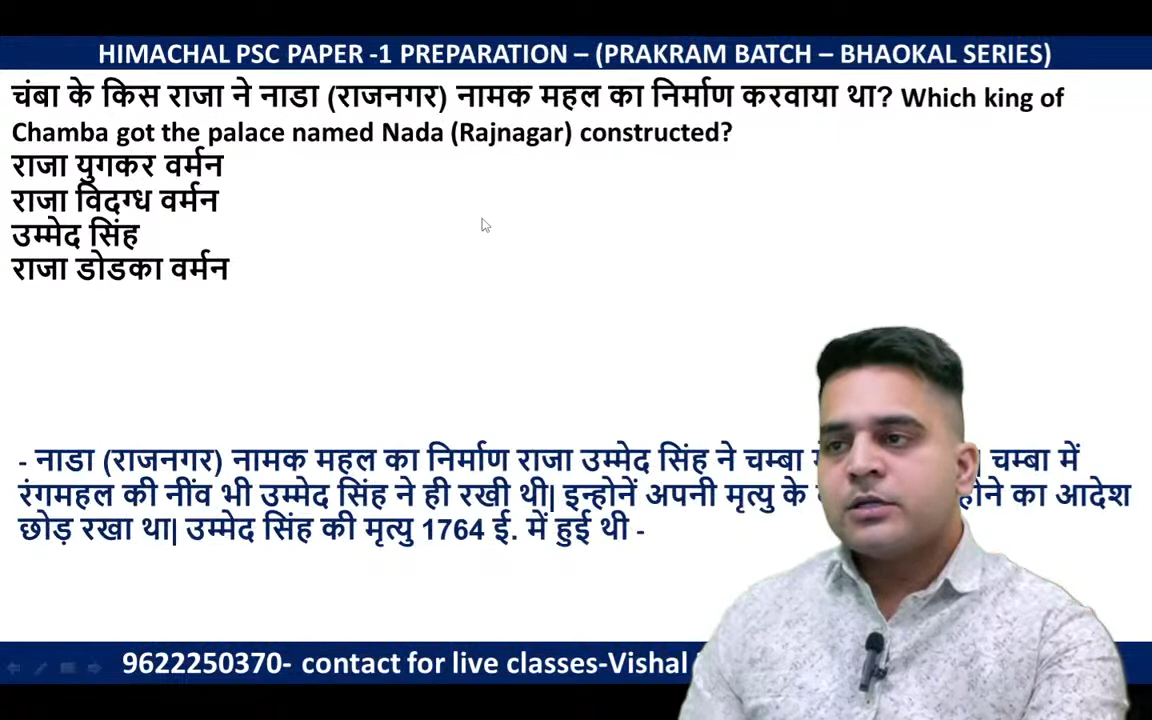 HIMACHAL PSC PAPER -1 PREPARATION – (PRAKRAM BATCH – BHAOKAL SERIES)
चंबा के किस राजा ने नाडा (राजनगर) नामक महल का निर्माण करवाया था? Which king of
Chamba got the palace named Nada (Rajnagar) constructed?
राजा युगकर वर्मन
राजा विदग्ध वर्मन
उम्मेद सिंह
राजा डोडका वर्मन
- नाडा (राजनगर) नामक महल का निर्माण राजा उम्मेद सिंह ने चम्बा चम्बा में
रंगमहल की नींव भी उम्मेद सिंह ने ही रखी थी| इन्होनें अपनी मृत्यु के होने का आदेश
छोड़ रखा था| उम्मेद सिंह की मृत्यु 1764 ई. में हुई थी -
9622250370- contact for live classes-Vishal